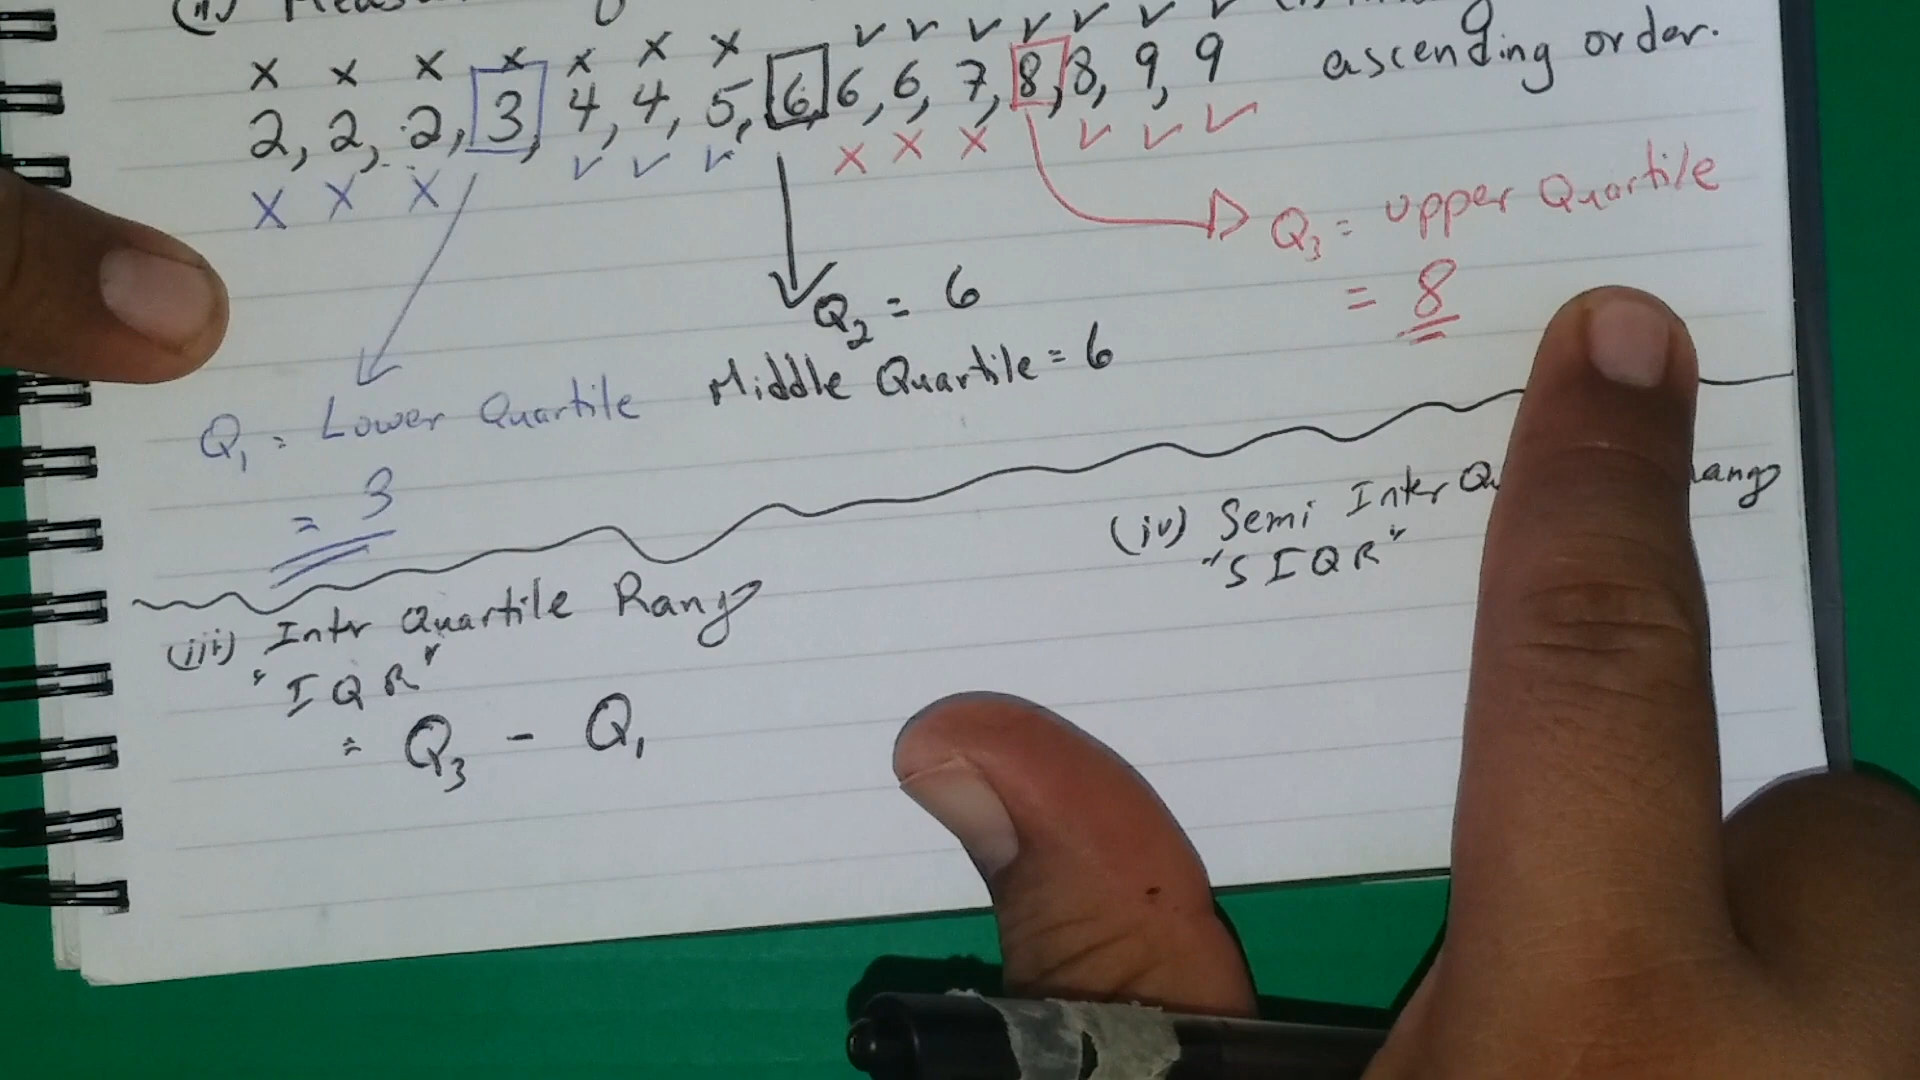 (ii)
ascending order.
2, 2, 2, 3, 4, 4, 5, 6, 6, 6, 7, 8, 8, 9, 9
Q3 = Upper Quartile
= 8
Q2 = 6
Middle Quartile = 6
Q1 = Lower Quartile
= 3
(iii) Inter Quartile Rang
"IQR"
= Q3 - Q1
(iv) Semi Inter
"SIQR"